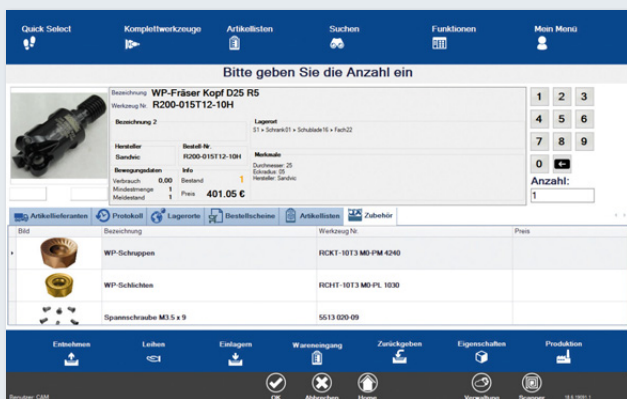 Quick Select Komplettwerkzeuge Artikellisten Suchen Funktionen Mein Menü
Bitte geben Sie die Anzahl ein
Bezeichnung WP-Fräser Kopf D25 R5
Werkzeug Nr. R200-015T12-10H
Bezeichnung 2
Lagerort
S1 » Schrank01 » Schublade16 » Fach22
Hersteller Bestell-Nr.
Sandvic R200-015T12-10H
Merkmale
Durchmesser: 25
Eckradius: 05
Hersteller: Sandvic
Bewegungsdaten Info
Verbrauch 0.00 Bestand 1
Mindestmenge 1
Meldestand 1 Preis 401.05 €
1 2 3
4 5 6
7 8 9
0
Anzahl:
1
Artikellieferanten Protokoll Lagerorte Bestellscheine Artikellisten Zubehör
Bild Bezeichnung Werkzeug Nr. Preis
WP-Schruppen RCKT-10T3 M0-PM 4240
WP-Schlichten RCHT-10T3 M0-PL 1030
Spannschraube M3.5 x 9 5513 020-09
Entnehmen Leihen Einlagern Wareneingang Zurückgeben Eigenschaften Produktion
OK Abbrechen Home Verwaltung Scanner
Benutzer: CAM